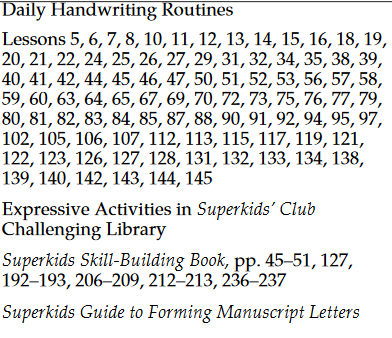 Daily Handwriting Routines
Lessons 5, 6, 7, 8, 10, 11, 12, 13, 14, 15, 16, 18, 19,
20, 21, 22, 24, 25, 26, 27, 29, 31, 32, 34, 35, 38, 39,
40, 41, 42, 44, 45, 46, 47, 50, 51, 52, 53, 56, 57, 58,
59, 60, 63, 64, 65, 67, 69, 70, 72, 73, 75, 76, 77, 79,
80, 81, 82, 83, 84, 85, 87, 88, 90, 91, 92, 94, 95, 97,
102, 105, 106, 107, 112, 113, 115, 117, 119, 121,
122, 123, 126, 127, 128, 131, 132, 133, 134, 138,
139, 140, 142, 143, 144, 145
Expressive Activities in Superkids’ Club
Challenging Library
Superkids Skill-Building Book, pp. 45–51, 127,
192–193, 206–209, 212–213, 236–237
Superkids Guide to Forming Manuscript Letters